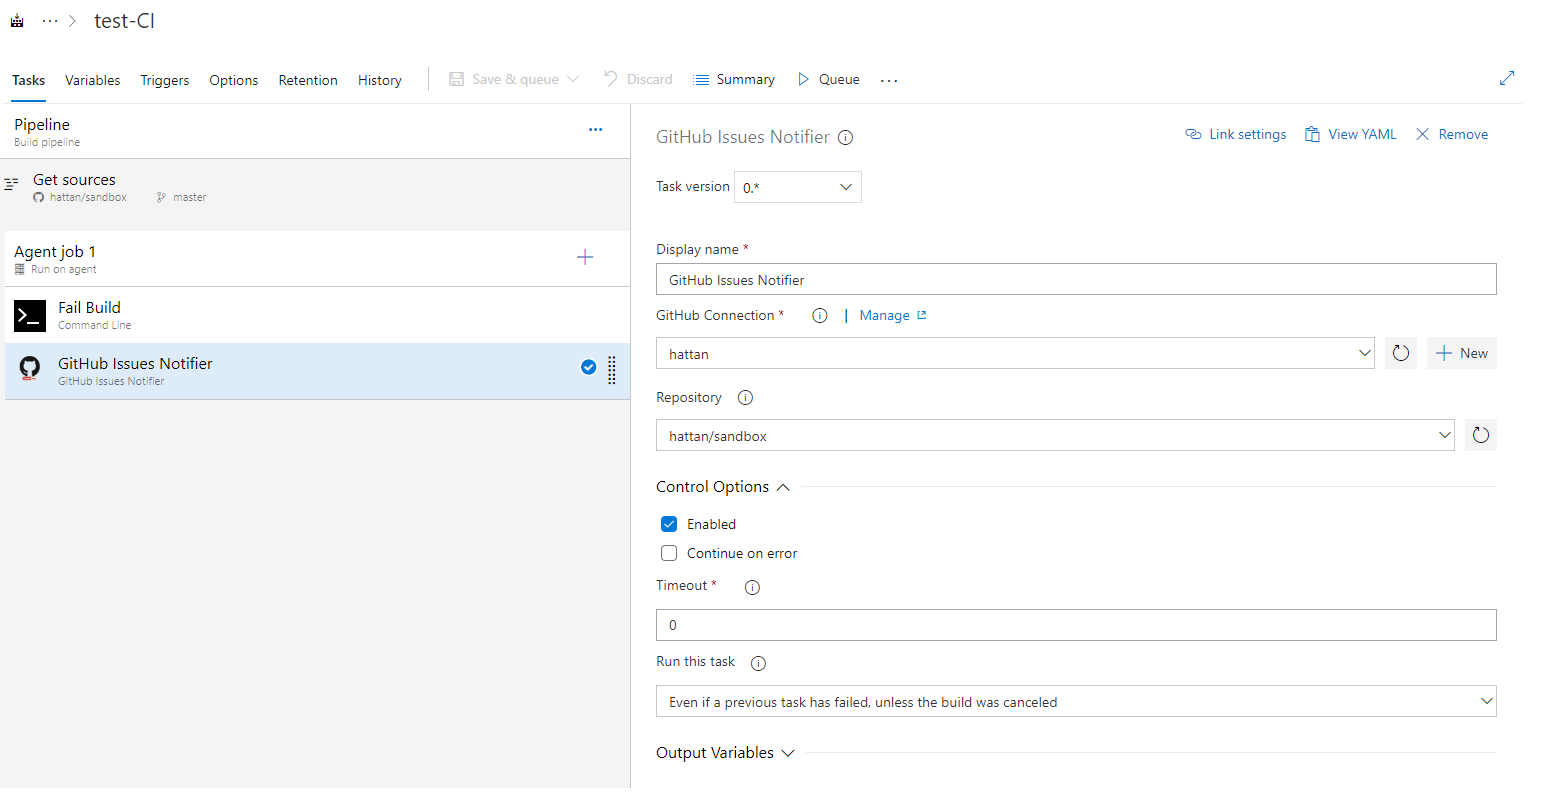 ··· > test-CI
Tasks Variables Triggers Options Retention History Save & queue Discard Summary Queue ···
Pipeline
Build pipeline
···
Get sources
hattan/sandbox master
Agent job 1
Run on agent
Fail Build
Command Line
GitHub Issues Notifier
GitHub Issues Notifier
GitHub Issues Notifier Link settings View YAML Remove
Task version 0.*
Display name *
GitHub Issues Notifier
GitHub Connection * | Manage
hattan New
Repository
hattan/sandbox
Control Options
Enabled
Continue on error
Timeout *
0
Run this task
Even if a previous task has failed, unless the build was canceled
Output Variables